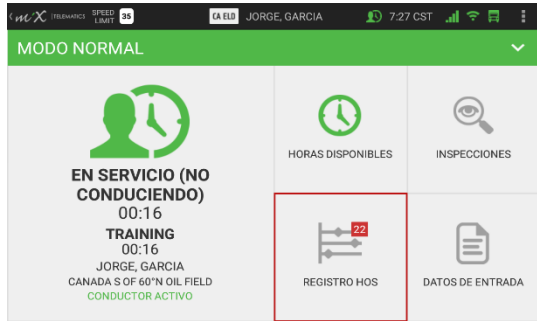 mX TELEMATICS SPEED LIMIT 35 CA ELD JORGE, GARCIA 7:27 CST
MODO NORMAL
EN SERVICIO (NO
CONDUCIENDO)
00:16
TRAINING
00:16
JORGE, GARCIA
CANADA S OF 60°N OIL FIELD
CONDUCTOR ACTIVO
HORAS DISPONIBLES
INSPECCIONES
22
REGISTRO HOS
DATOS DE ENTRADA